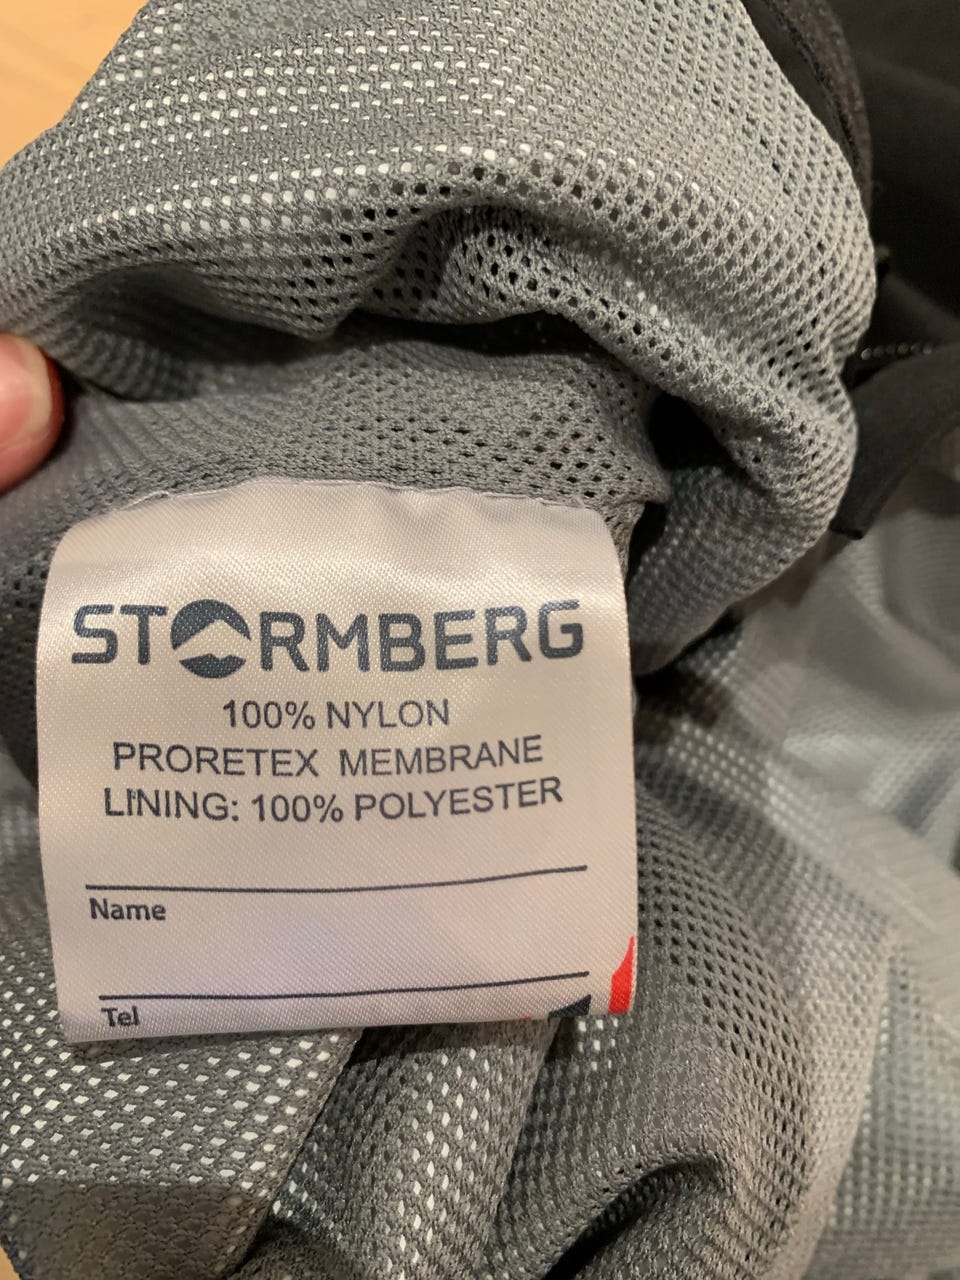 STORMBERG
100% NYLON
PRORETEX MEMBRANE
LINING: 100% POLYESTER
Name
Tel